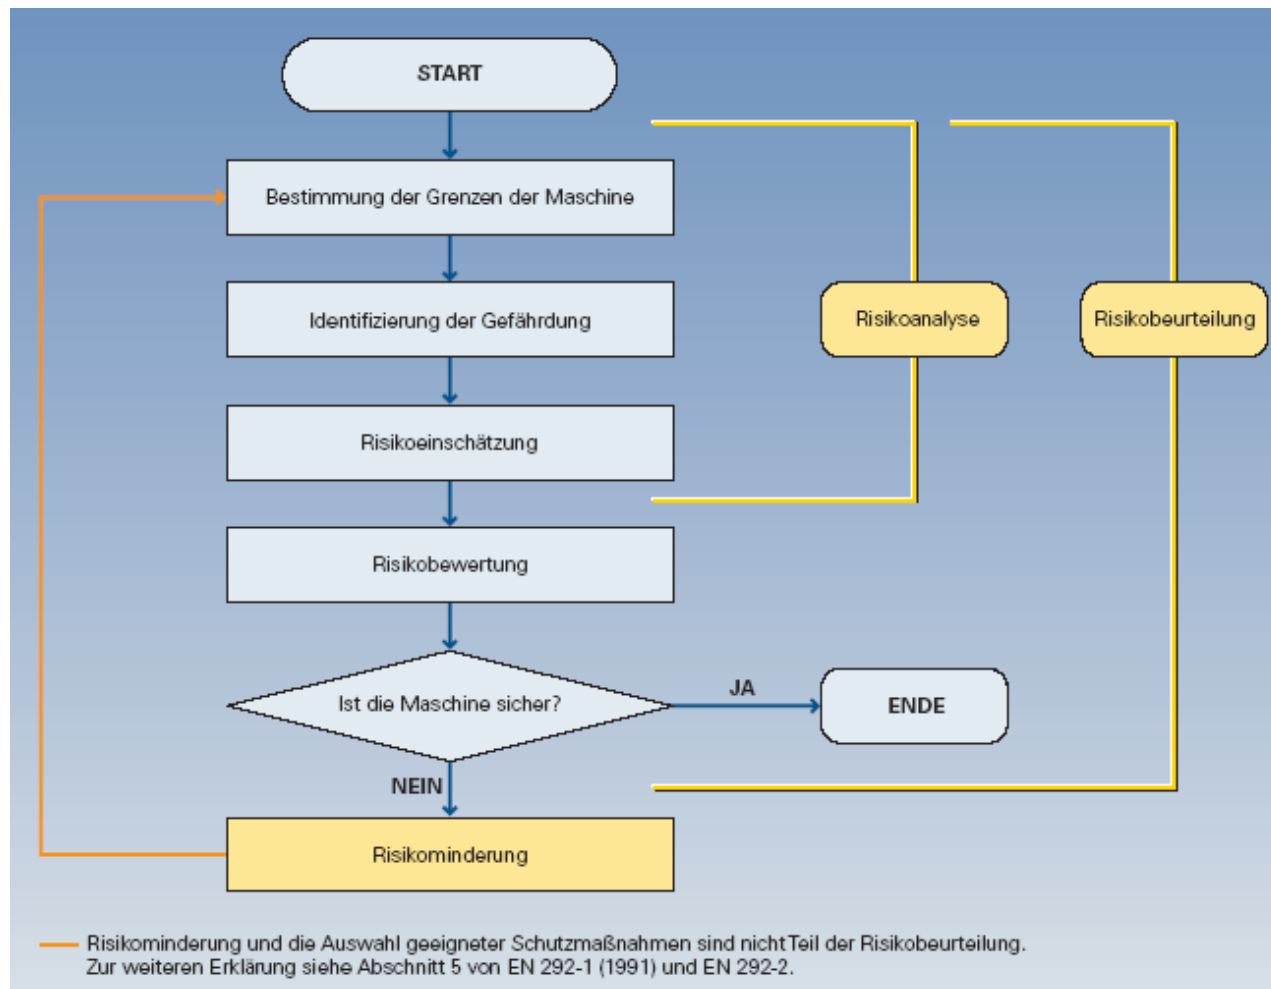 START
Bestimmung der Grenzen der Maschine
Identifizierung der Gefährdung
Risikoanalyse
Risikobeurteilung
Risikoeinschätzung
Risikobewertung
Ist die Maschine sicher?
JA
ENDE
NEIN
Risikominderung
Risikominderung und die Auswahl geeigneter Schutzmaßnahmen sind nicht Teil der Risikobeurteilung.
Zur weiteren Erklärung siehe Abschnitt 5 von EN 292-1 (1991) und EN 292-2.